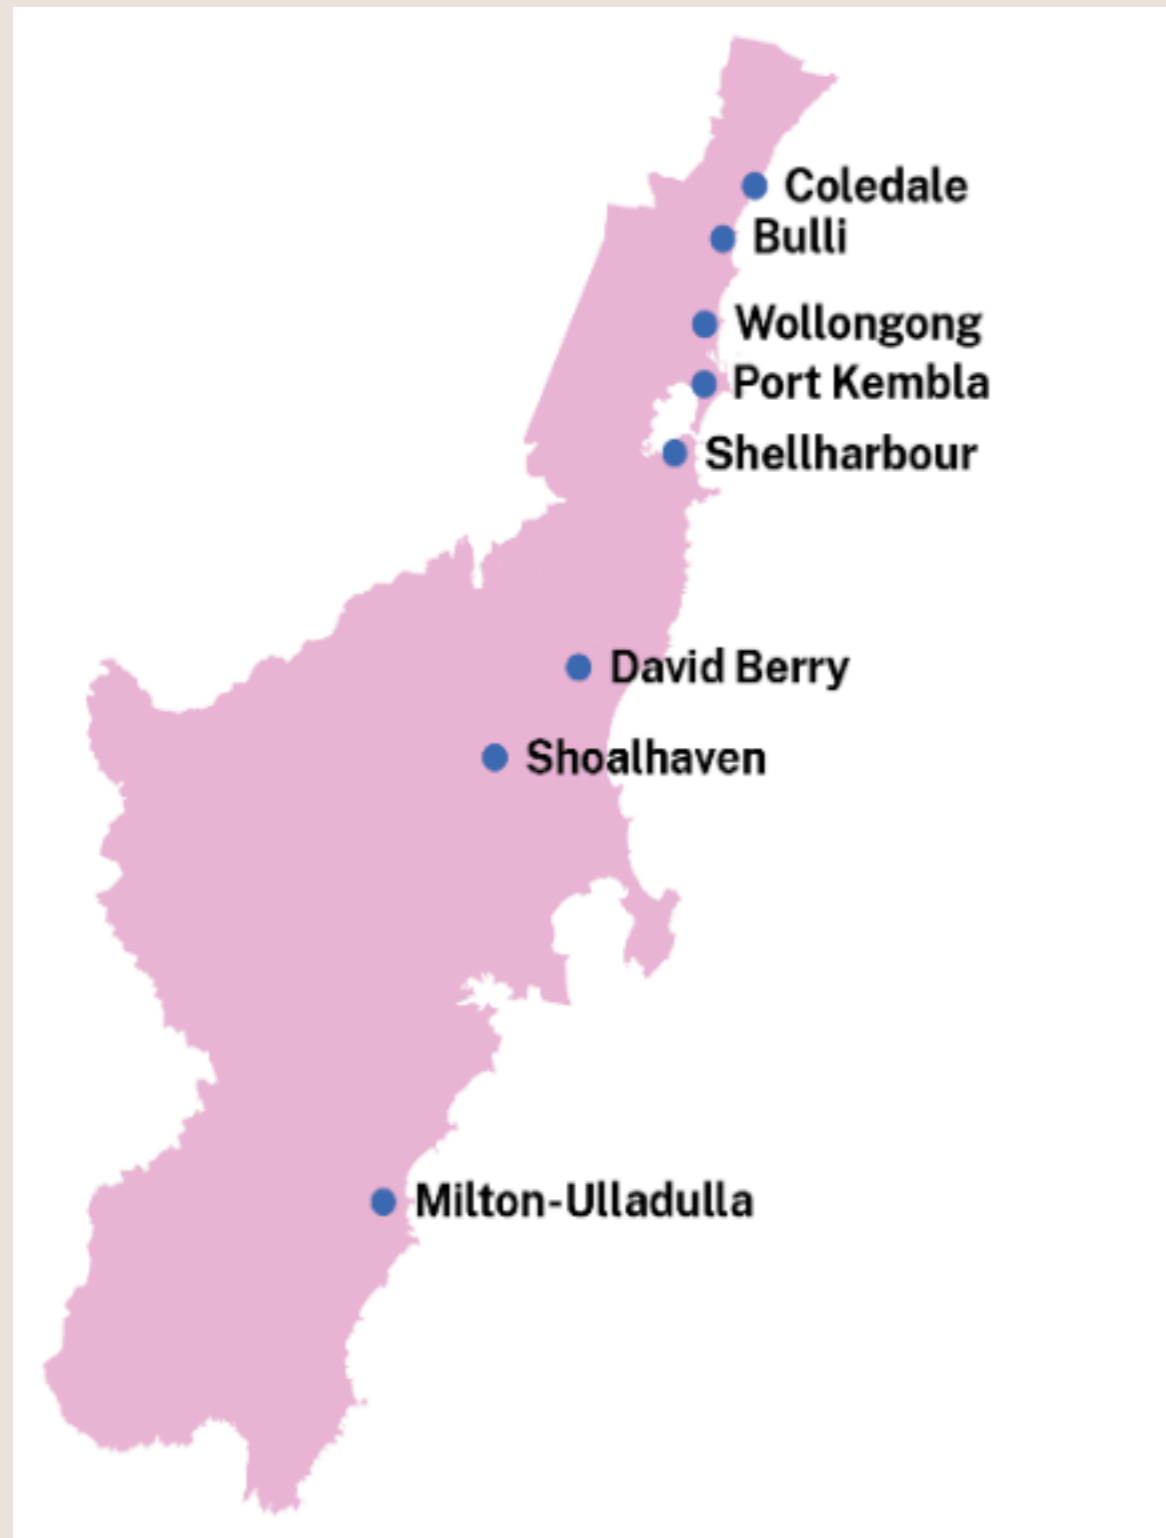 Coledale
Bulli
Wollongong
Port Kembla
Shellharbour
David Berry
Shoalhaven
Milton-Ulladulla